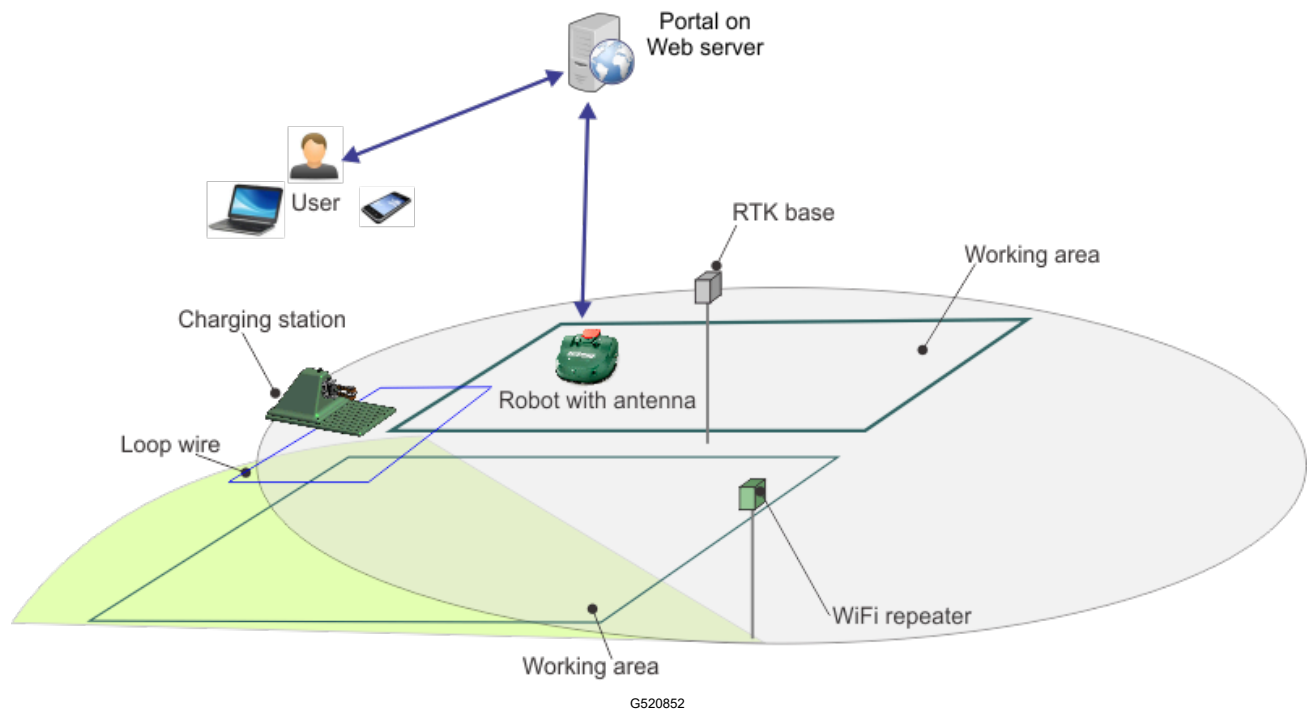 Portal on
Web server
User
RTK base
Working area
Charging station
Robot with antenna
Loop wire
WiFi repeater
Working area
G520852